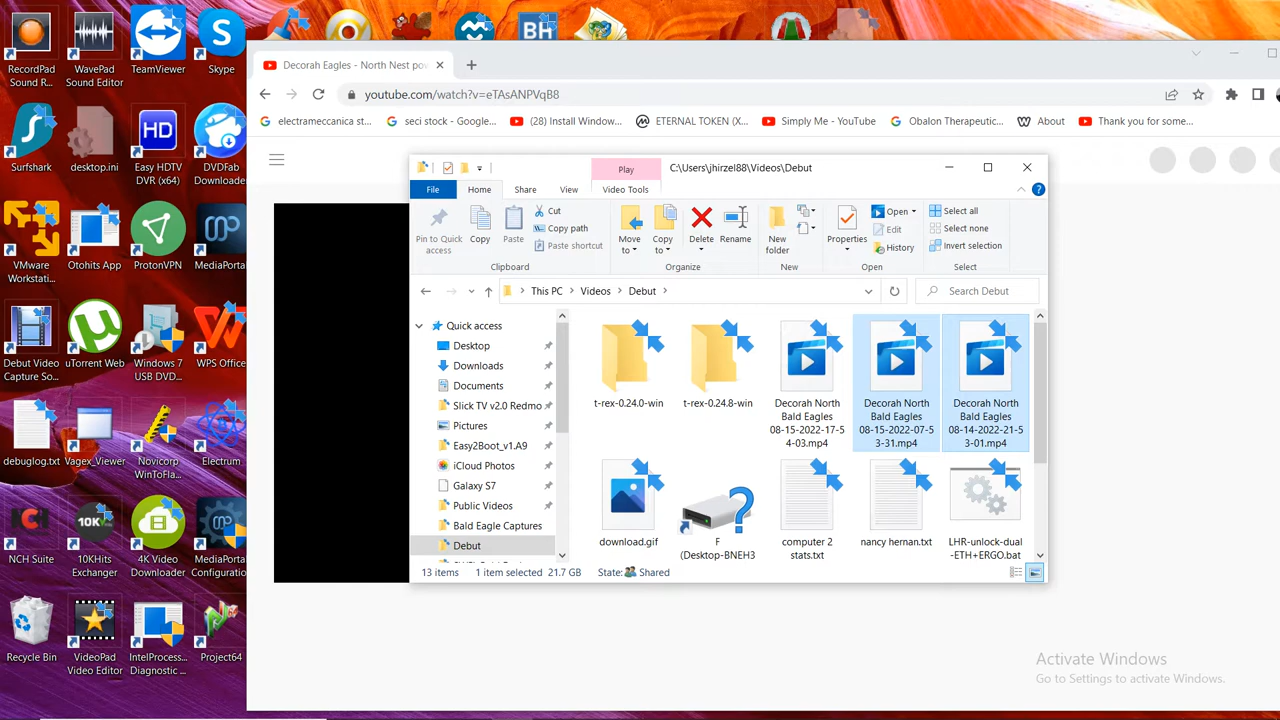 RecordPad
Sound R...
WavePad
Sound Editor
TeamViewer
Skype
BH
Surfshark
desktop.ini
HD
Easy HDTV
DVR (x64)
DVDFab
Downloader
VMware
Workstati...
Otohits App
ProtonVPN
MediaPortal
Debut Video
Capture So...
uTorrent Web
Windows 7
USB DVD...
WPS Office
debuglog.txt
Vagex_Viewer
Novicorp
WinToFla...
Electrum
NCH Suite
10KV
10KHits
Exchanger
4K Video
Downloader
MediaPortal
Configuratio
Recycle Bin
VideoPad
Video Editor
IntelProcess...
Diagnostic ...
Project64
Decorah Eagles - North Nest pow
youtube.com/watch?v=eTAsANPVqB8
electrameccanica st...
seci stock - Google...
(28) Install Window...
ETERNAL TOKEN (X...
Simply Me - YouTube
Obalon Therapeutic...
About
Thank you for some...
Play
C:\Users\jhirzel88\Videos\Debut
File
Home
Share
View
Video Tools
Pin to Quick
access
Copy
Paste
Cut
Copy path
Paste shortcut
Clipboard
Move
to
Copy
to
Delete
Rename
Organize
New
folder
New
Properties
Open
Edit
History
Open
Select all
Select none
Invert selection
Select
This PC
Videos
Debut
Search Debut
Quick access
Desktop
Downloads
Documents
Slick TV v2.0 Redmo
Pictures
Easy2Boot_v1.A9
iCloud Photos
Galaxy S7
Public Videos
Bald Eagle Captures
Debut
t-rex-0.24.0-win
t-rex-0.24.8-win
Decorah North
Bald Eagles
08-15-2022-17-5
4-03.mp4
Decorah North
Bald Eagles
08-15-2022-07-5
3-31.mp4
Decorah North
Bald Eagles
08-14-2022-21-5
3-01.mp4
download.gif
F
(Desktop-BNEH3
computer 2
stats.txt
nancy hernan.txt
LHR-unlock-dual
-ETH+ERGO.bat
13 items
1 item selected
21.7 GB
State:
Shared
Activate Windows
Go to Settings to activate Windows.